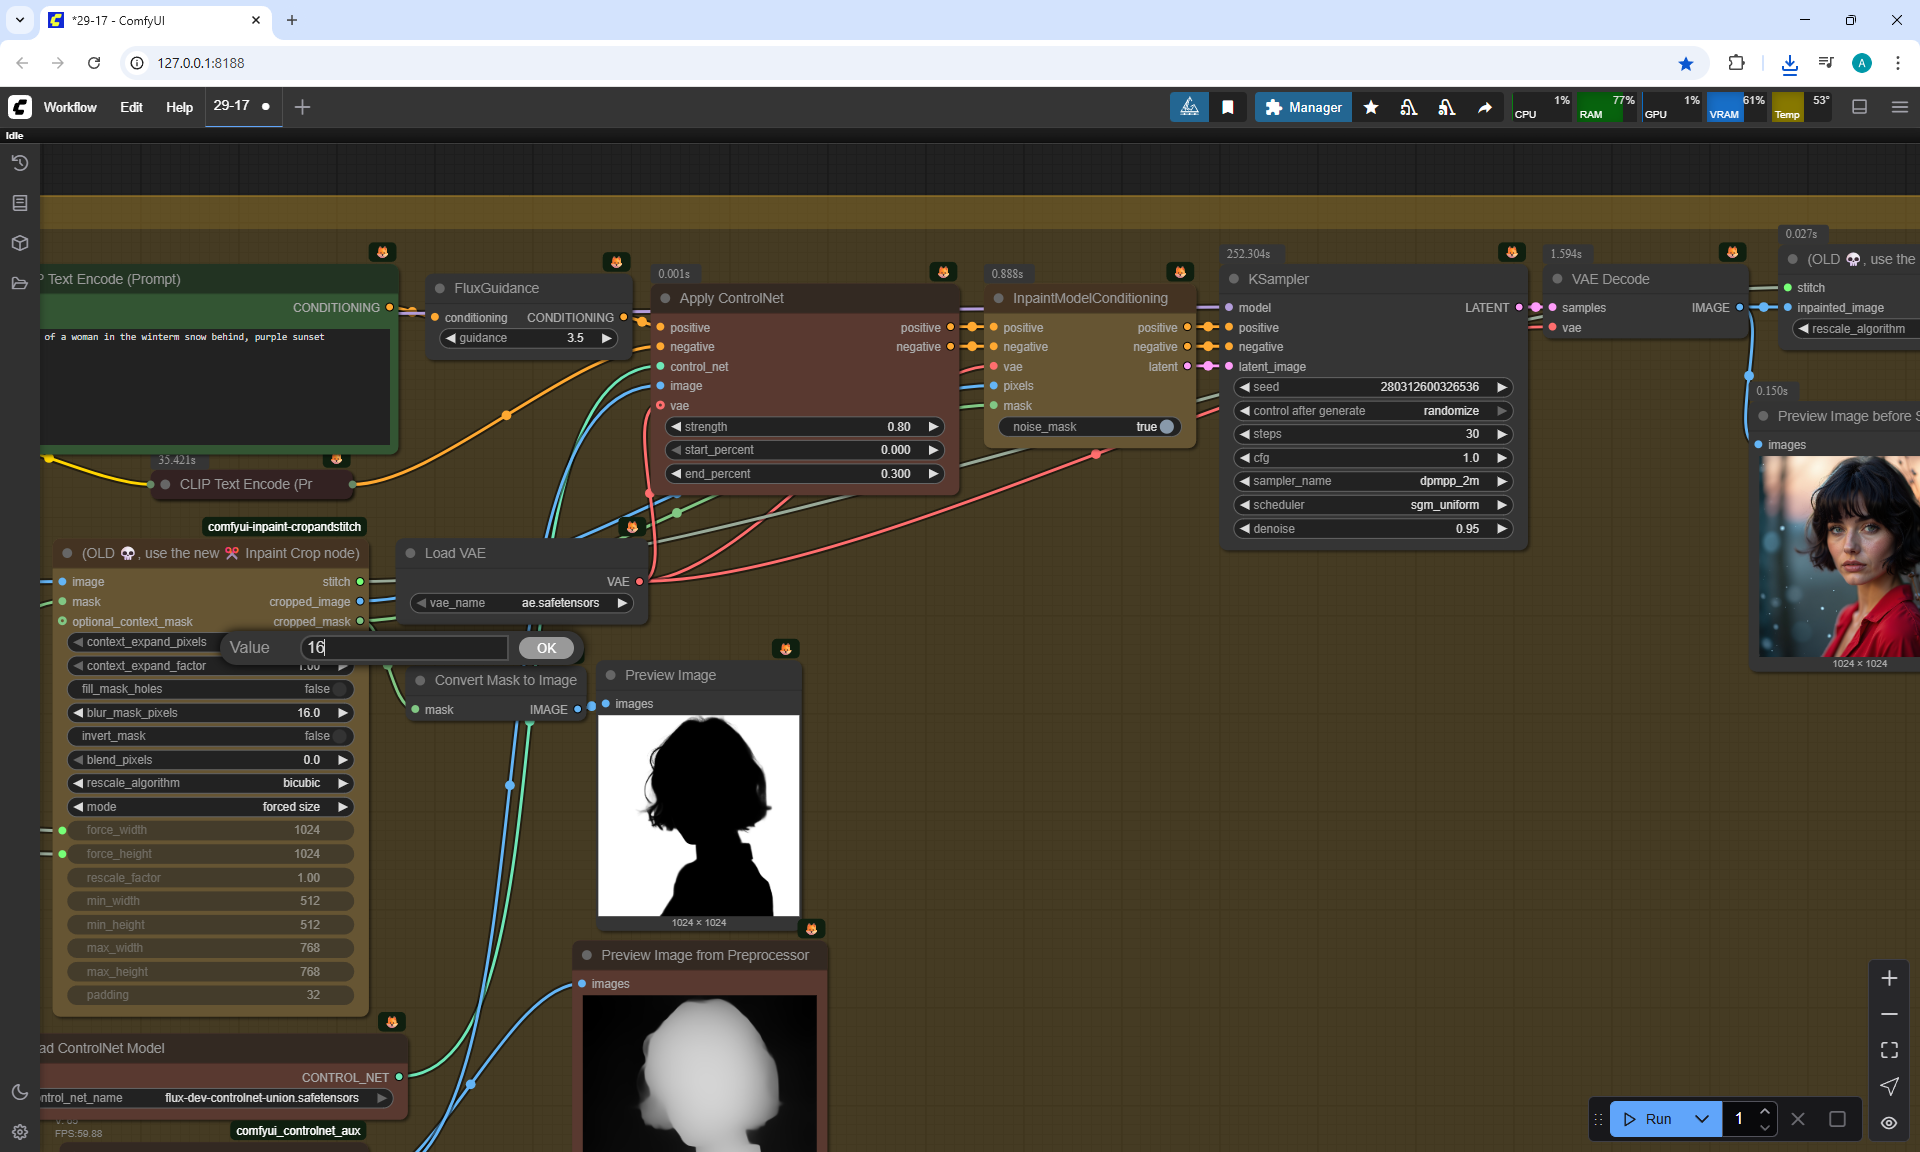 *29-17 - ComfyUI
127.0.0.1:8188
A
Workflow Edit Help 29-17
Manager
CPU 1% RAM 77% GPU 1% VRAM 61% Temp 53°
Idle
Text Encode (Prompt)
CONDITIONING
of a woman in the winterm snow behind, purple sunset
FluxGuidance
conditioning CONDITIONING
guidance 3.5
0.001s
Apply ControlNet
positive positive
negative negative
control_net
image
vae
strength 0.80
start_percent 0.000
end_percent 0.300
0.888s
InpaintModelConditioning
positive positive
negative negative
vae latent
pixels
mask
noise_mask true
252.304s
KSampler
model LATENT
positive
negative
latent_image
seed 280312600326536
control after generate randomize
steps 30
cfg 1.0
sampler_name dpmpp_2m
scheduler sgm_uniform
denoise 0.95
1.594s
VAE Decode
samples IMAGE
vae
0.027s
(OLD 💀, use the
stitch
inpainted_image
rescale_algorithm
0.150s
Preview Image before S
images
1024 × 1024
35.421s
CLIP Text Encode (Pr
comfyui-inpaint-cropandstitch
(OLD 💀, use the new ✂️ Inpaint Crop node)
image stitch
mask cropped_image
optional_context_mask cropped_mask
context_expand_pixels
Value 16 OK
context_expand_factor 1.00
fill_mask_holes false
blur_mask_pixels 16.0
invert_mask false
blend_pixels 0.0
rescale_algorithm bicubic
mode forced size
force_width 1024
force_height 1024
rescale_factor 1.00
min_width 512
min_height 512
max_width 768
max_height 768
padding 32
Load VAE
VAE
vae_name ae.safetensors
Convert Mask to Image
mask IMAGE
Preview Image
images
1024 × 1024
Preview Image from Preprocessor
images
ad ControlNet Model
CONTROL_NET
ntrol_net_name flux-dev-controlnet-union.safetensors
FPS:59.88
comfyui_controlnet_aux
Run 1